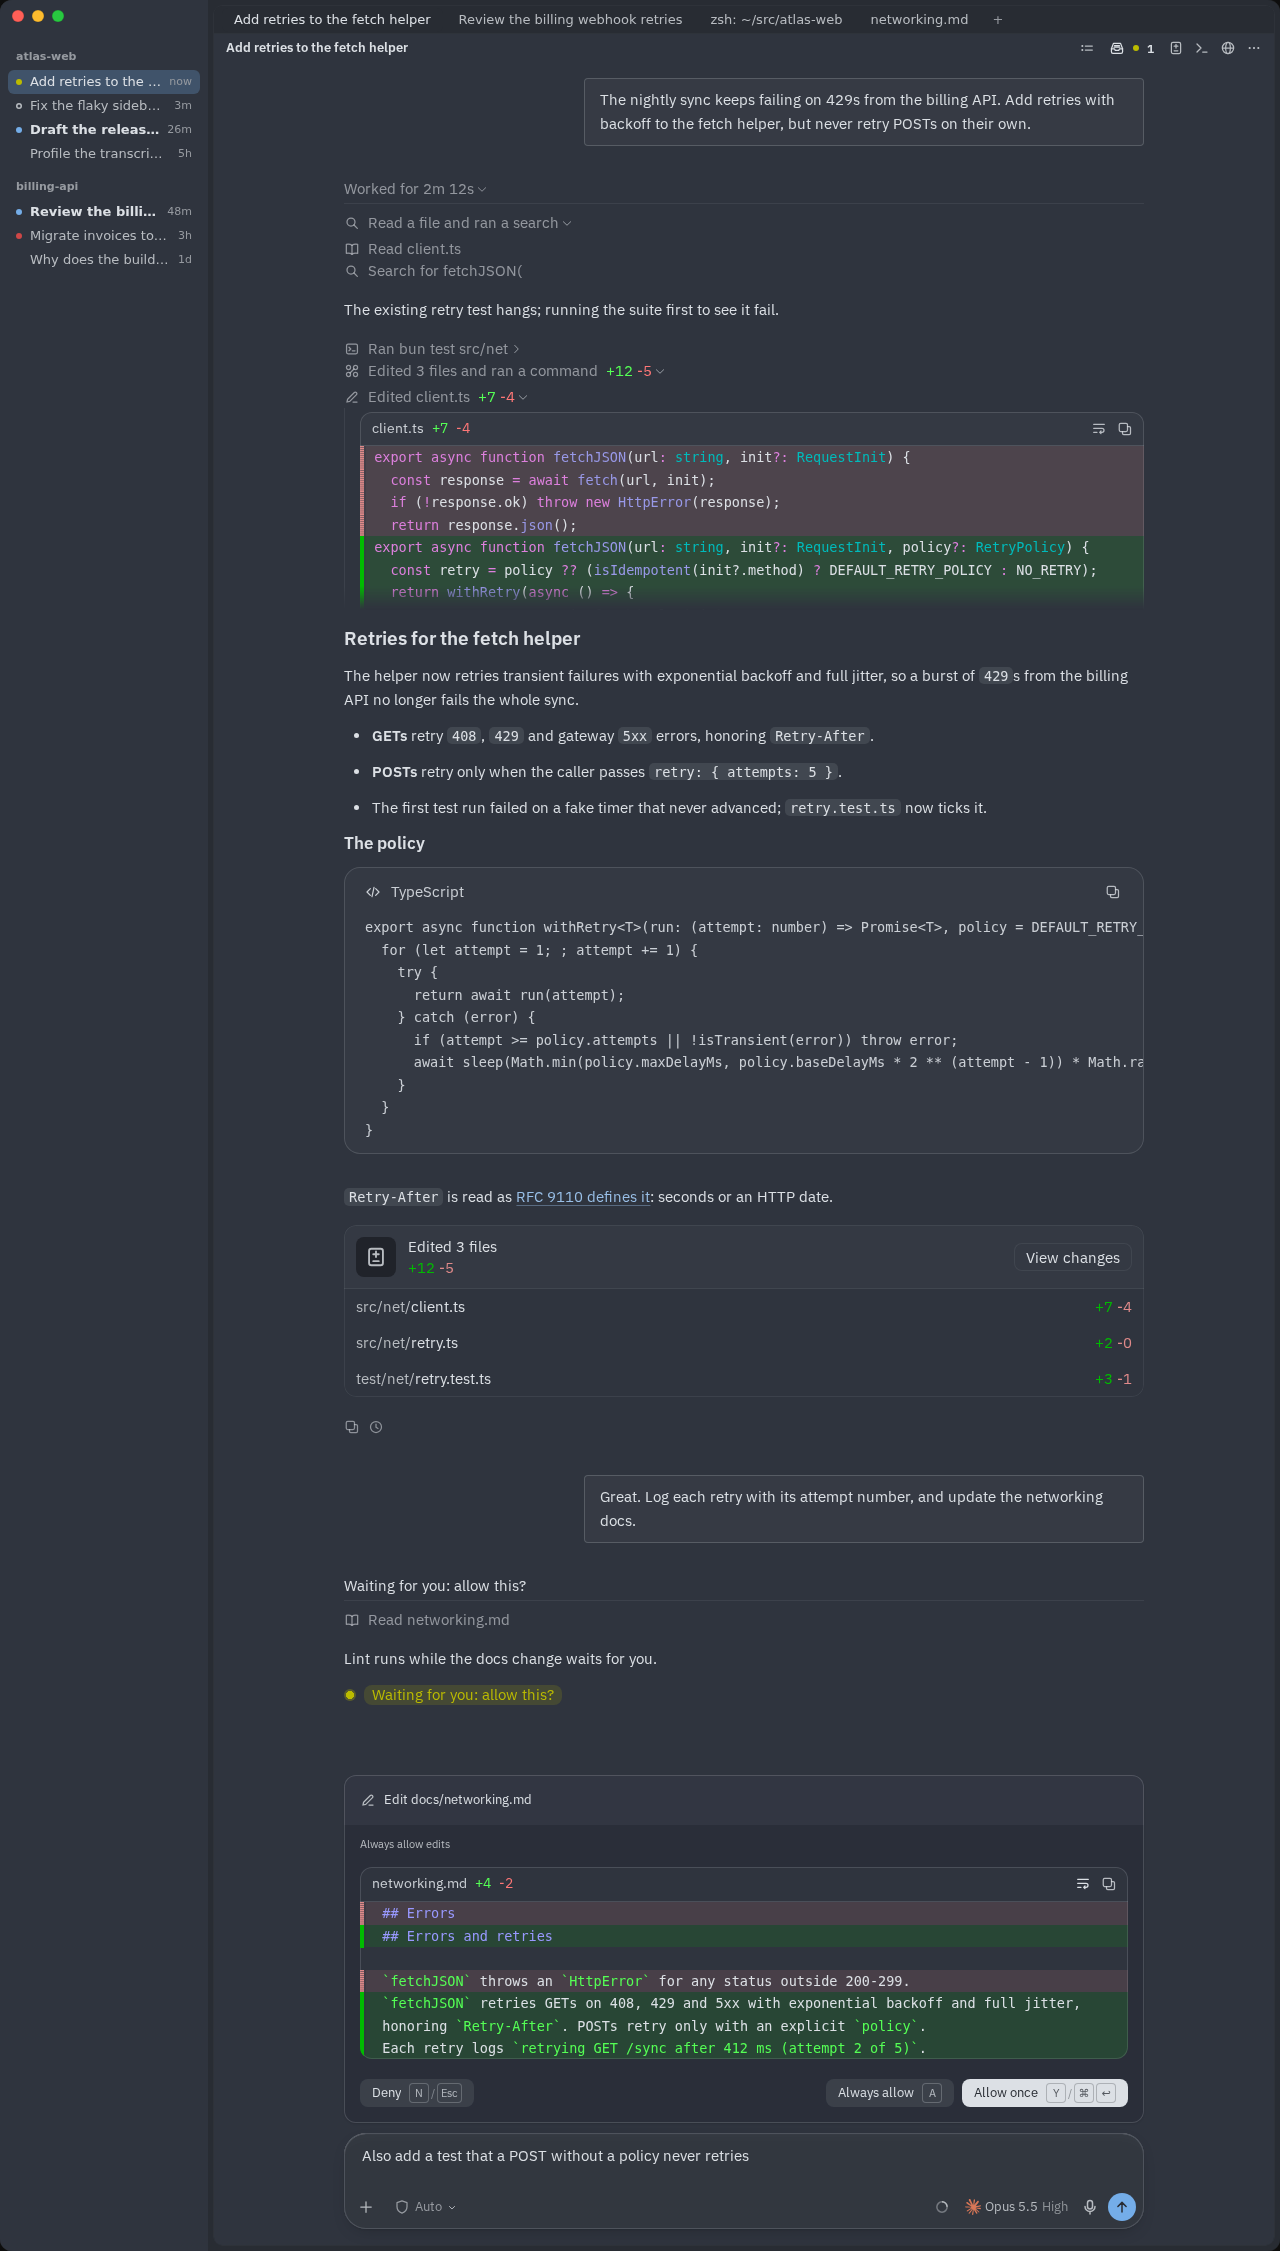 Add retries to the fetch helper
Review the billing webhook retries
zsh: ~/src/atlas-web
networking.md
+
atlas-web
Add retries to the … now
Fix the flaky sideb… 3m
Draft the releas… 26m
Profile the transcri… 5h
billing-api
Review the billi… 48m
Migrate invoices to… 3h
Why does the build… 1d
Add retries to the fetch helper
1
The nightly sync keeps failing on 429s from the billing API. Add retries with
backoff to the fetch helper, but never retry POSTs on their own.
Worked for 2m 12s
Read a file and ran a search
Read client.ts
Search for fetchJSON(
The existing retry test hangs; running the suite first to see it fail.
Ran bun test src/net
Edited 3 files and ran a command +12 -5
Edited client.ts +7 -4
client.ts +7 -4
export async function fetchJSON(url: string, init?: RequestInit) {
  const response = await fetch(url, init);
  if (!response.ok) throw new HttpError(response);
  return response.json();
export async function fetchJSON(url: string, init?: RequestInit, policy?: RetryPolicy) {
  const retry = policy ?? (isIdempotent(init?.method) ? DEFAULT_RETRY_POLICY : NO_RETRY);
  return withRetry(async () => {
Retries for the fetch helper
The helper now retries transient failures with exponential backoff and full jitter, so a burst of 429s from the billing
API no longer fails the whole sync.
• GETs retry 408, 429 and gateway 5xx errors, honoring Retry-After.
• POSTs retry only when the caller passes retry: { attempts: 5 }.
• The first test run failed on a fake timer that never advanced; retry.test.ts now ticks it.
The policy
TypeScript
export async function withRetry<T>(run: (attempt: number) => Promise<T>, policy = DEFAULT_RETRY_
  for (let attempt = 1; ; attempt += 1) {
    try {
      return await run(attempt);
    } catch (error) {
      if (attempt >= policy.attempts || !isTransient(error)) throw error;
      await sleep(Math.min(policy.maxDelayMs, policy.baseDelayMs * 2 ** (attempt - 1)) * Math.ra
    }
  }
}
Retry-After is read as RFC 9110 defines it: seconds or an HTTP date.
Edited 3 files
+12 -5
View changes
src/net/client.ts +7 -4
src/net/retry.ts +2 -0
test/net/retry.test.ts +3 -1
Great. Log each retry with its attempt number, and update the networking
docs.
Waiting for you: allow this?
Read networking.md
Lint runs while the docs change waits for you.
Waiting for you: allow this?
Edit docs/networking.md
Always allow edits
networking.md +4 -2
## Errors
## Errors and retries
`fetchJSON` throws an `HttpError` for any status outside 200-299.
`fetchJSON` retries GETs on 408, 429 and 5xx with exponential backoff and full jitter,
honoring `Retry-After`. POSTs retry only with an explicit `policy`.
Each retry logs `retrying GET /sync after 412 ms (attempt 2 of 5)`.
Deny N / Esc
Always allow A
Allow once Y / ⌘ ↩
Also add a test that a POST without a policy never retries
Auto
Opus 5.5 High